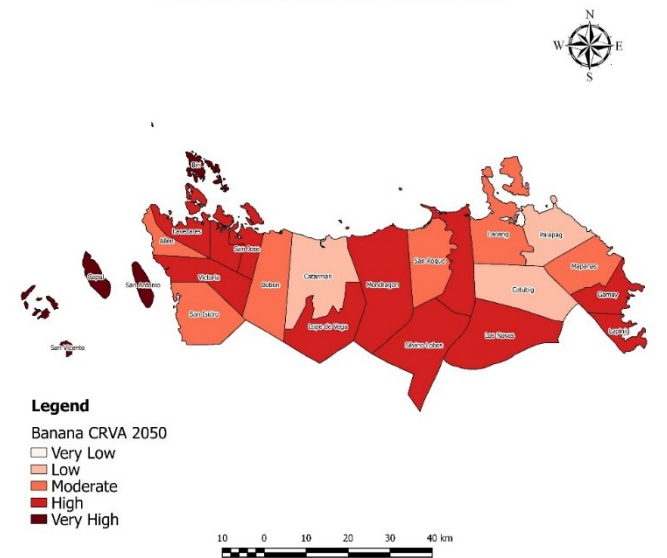 N
W E
S
Biri
Lavezares
Allen
San Jose
Capul
San Antonio
Victoria
Bobon
Catarman
Mondragon
San Roque
Laoang
Palapag
Mapanas
Catubig
Gamay
San Isidro
Lope de Vega
Silvino Lobos
Las Navas
Lapinig
San Vicente
Legend
Banana CRVA 2050
Very Low
Low
Moderate
High
Very High
10 0 10 20 30 40 km